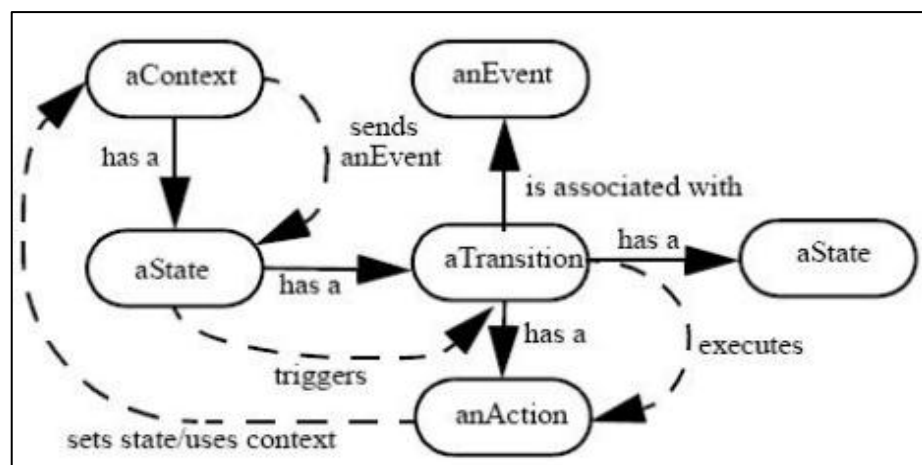 aContext
anEvent
sends
anEvent
has a
is associated with
aState
has a
aTransition
has a
aState
has a
triggers
executes
anAction
sets state/uses context